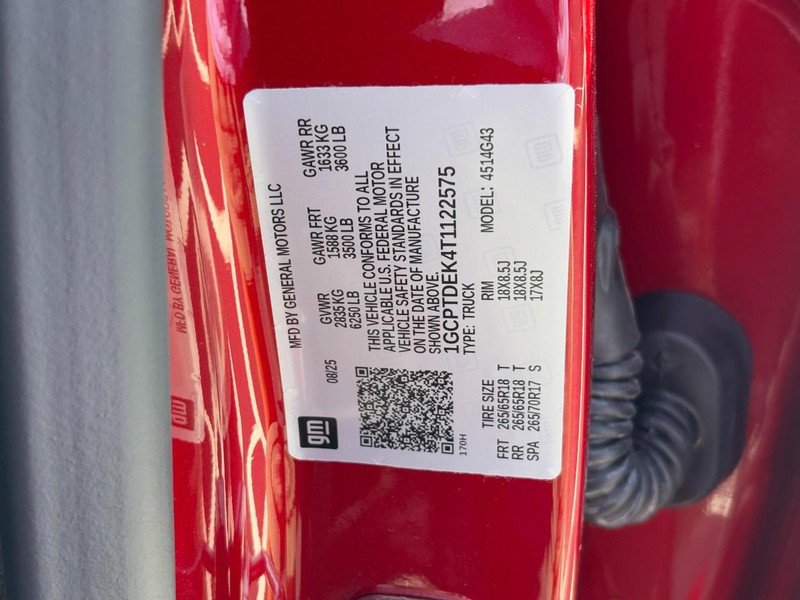 MFD BY GENERAL MOTORS LLC
08/25
GVWR GAWR FRT GAWR RR
2835 KG 1588 KG 1633 KG
6250 LB 3500 LB 3600 LB
THIS VEHICLE CONFORMS TO ALL
APPLICABLE U.S. FEDERAL MOTOR
VEHICLE SAFETY STANDARDS IN EFFECT
ON THE DATE OF MANUFACTURE
SHOWN ABOVE.
1GCPTDEK4T1122575
TYPE: TRUCK MODEL: 4514G43
gm
170H
TIRE SIZE RIM
FRT 265/65R18 T 18X8.5J
RR 265/65R18 T 18X8.5J
SPA 265/70R17 S 17X8J